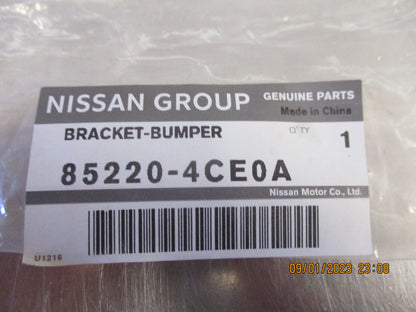 NISSAN GROUP GENUINE PARTS
Made in China
BRACKET-BUMPER Q'TY 1
85220-4CE0A
Nissan Motor Co., Ltd.
U1216
09/01/2023 23:08